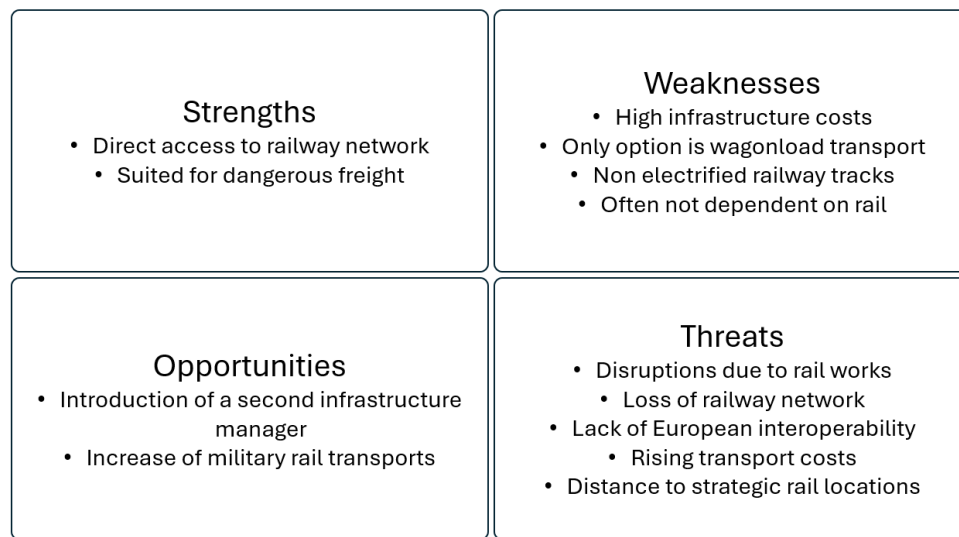 Strengths
• Direct access to railway network
• Suited for dangerous freight
Weaknesses
• High infrastructure costs
• Only option is wagonload transport
• Non electrified railway tracks
• Often not dependent on rail
Opportunities
• Introduction of a second infrastructure
manager
• Increase of military rail transports
Threats
• Disruptions due to rail works
• Loss of railway network
• Lack of European interoperability
• Rising transport costs
• Distance to strategic rail locations